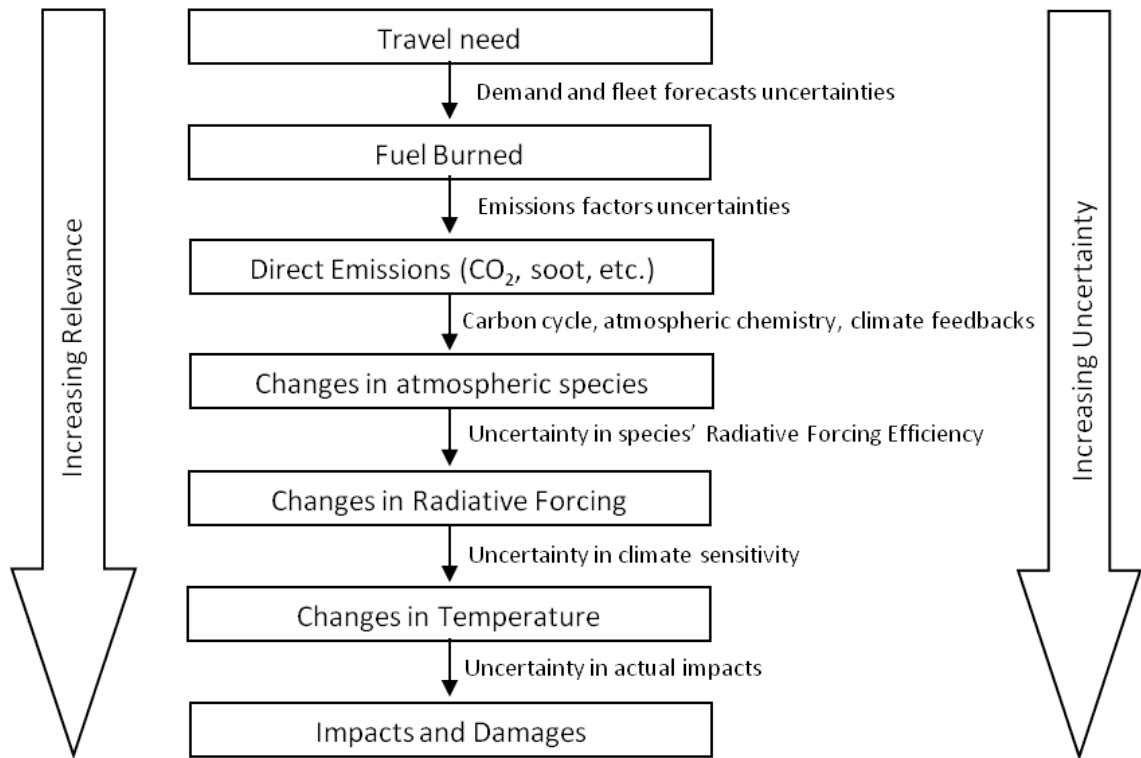 Travel need
Demand and fleet forecasts uncertainties
Fuel Burned
Emissions factors uncertainties
Direct Emissions (CO₂, soot, etc.)
Carbon cycle, atmospheric chemistry, climate feedbacks
Changes in atmospheric species
Uncertainty in species’ Radiative Forcing Efficiency
Changes in Radiative Forcing
Uncertainty in climate sensitivity
Changes in Temperature
Uncertainty in actual impacts
Impacts and Damages
Increasing Relevance
Increasing Uncertainty